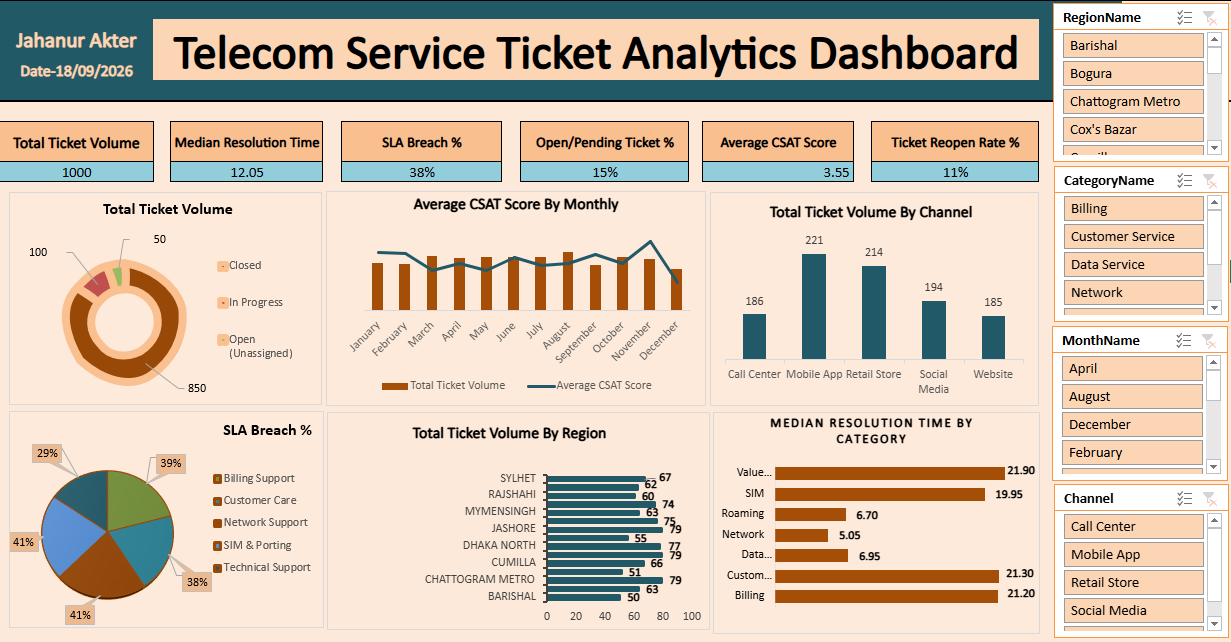 Jahanur Akter
Date-18/09/2026
Telecom Service Ticket Analytics Dashboard
Total Ticket Volume
1000
Median Resolution Time
12.05
SLA Breach %
38%
Open/Pending Ticket %
15%
Average CSAT Score
3.55
Ticket Reopen Rate %
11%
Total Ticket Volume
100
50
850
Closed
In Progress
Open
(Unassigned)
Average CSAT Score By Monthly
January
February
March
April
May
June
July
August
September
October
November
December
Total Ticket Volume
Average CSAT Score
Total Ticket Volume By Channel
186
221
214
194
185
Call Center
Mobile App
Retail Store
Social
Media
Website
SLA Breach %
29%
39%
41%
38%
41%
Billing Support
Customer Care
Network Support
SIM & Porting
Technical Support
Total Ticket Volume By Region
SYLHET
RAJSHAHI
MYMENSINGH
JASHORE
DHAKA NORTH
CUMILLA
CHATTOGRAM METRO
BARISHAL
67
62
60
74
63
75
79
55
77
79
66
51
79
63
50
0 20 40 60 80 100
MEDIAN RESOLUTION TIME BY
CATEGORY
Value... 21.90
SIM 19.95
Roaming 6.70
Network 5.05
Data... 6.95
Custom... 21.30
Billing 21.20
RegionName
Barishal
Bogura
Chattogram Metro
Cox's Bazar
CategoryName
Billing
Customer Service
Data Service
Network
MonthName
April
August
December
February
Channel
Call Center
Mobile App
Retail Store
Social Media